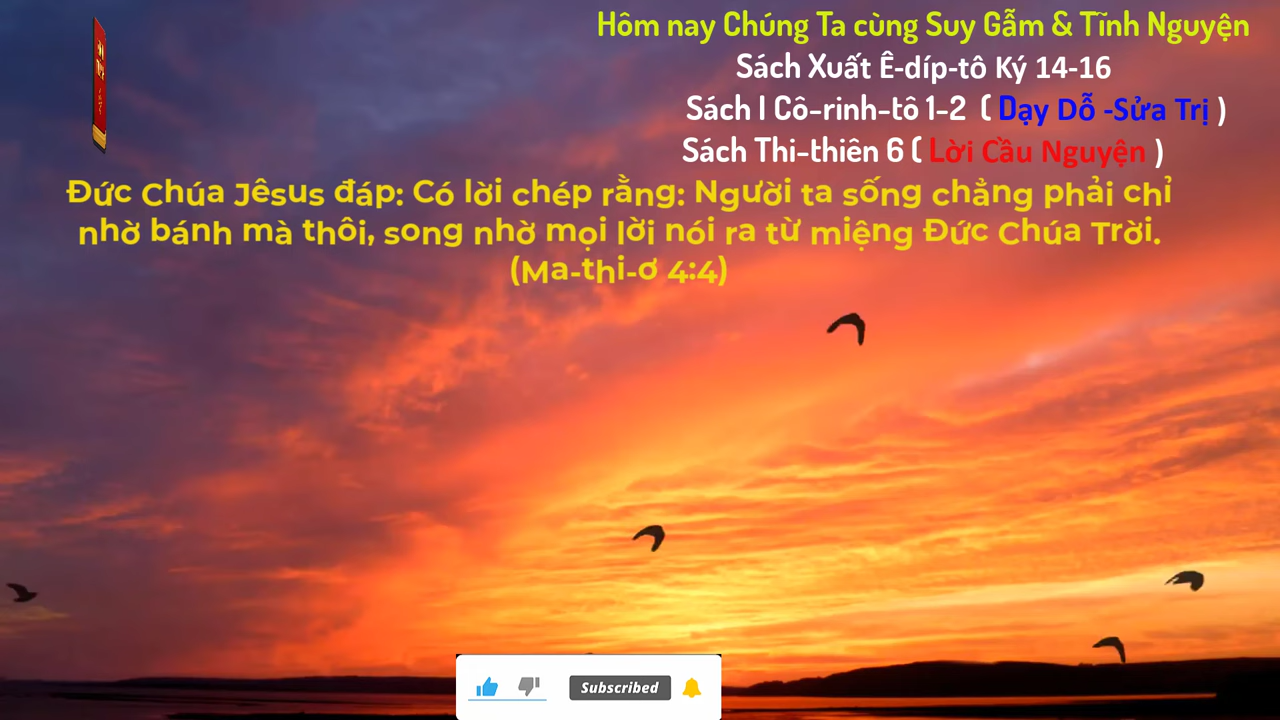 Hôm nay Chúng Ta cùng Suy Gẫm & Tĩnh Nguyện
Sách Xuất Ê-díp-tô Ký 14-16
Sách I Cô-rinh-tô 1-2 ( Dạy Dỗ -Sửa Trị )
Sách Thi-thiên 6 ( Lời Cầu Nguyện )
Đức Chúa Jêsus đáp: Có lời chép rằng: Người ta sống chẳng phải chỉ
nhờ bánh mà thôi, song nhờ mọi lời nói ra từ miệng Đức Chúa Trời.
(Ma-thi-ơ 4:4)
Subscribed